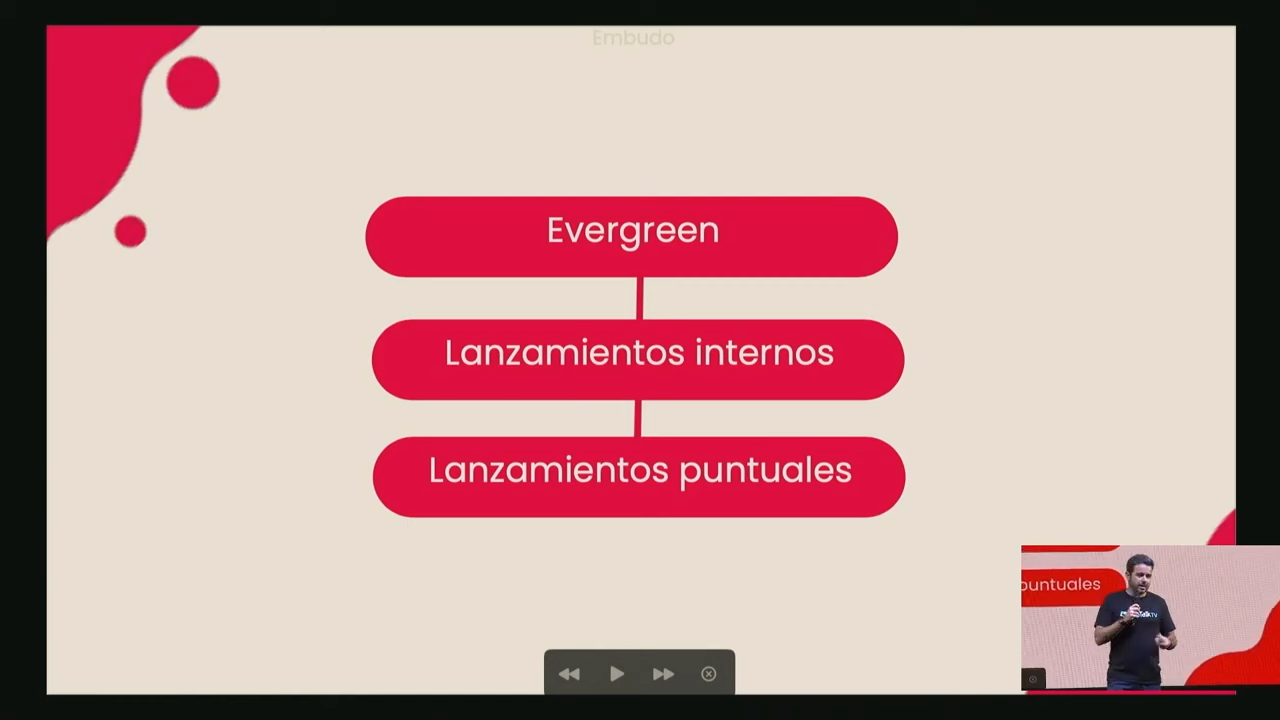 Embudo
Evergreen
Lanzamientos internos
Lanzamientos puntuales
puntuales